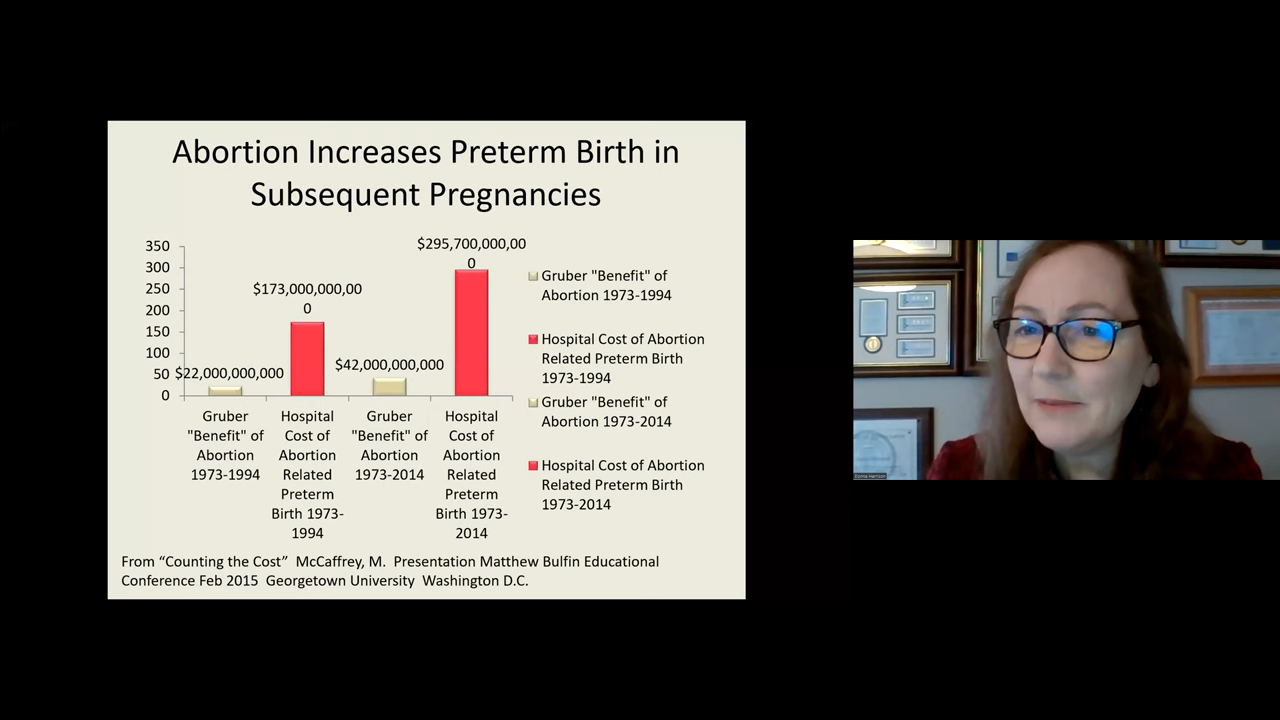 Abortion Increases Preterm Birth in
Subsequent Pregnancies
350
300
250
200
150
100
50
0
$22,000,000,000
$173,000,000,00
0
$42,000,000,000
$295,700,000,00
0
Gruber
"Benefit" of
Abortion
1973-1994
Hospital
Cost of
Abortion
Related
Preterm
Birth 1973-
1994
Gruber
"Benefit" of
Abortion
1973-2014
Hospital
Cost of
Abortion
Related
Preterm
Birth 1973-
2014
Gruber "Benefit" of
Abortion 1973-1994
Hospital Cost of Abortion
Related Preterm Birth
1973-1994
Gruber "Benefit" of
Abortion 1973-2014
Hospital Cost of Abortion
Related Preterm Birth
1973-2014
From “Counting the Cost” McCaffrey, M. Presentation Matthew Bulfin Educational
Conference Feb 2015 Georgetown University Washington D.C.